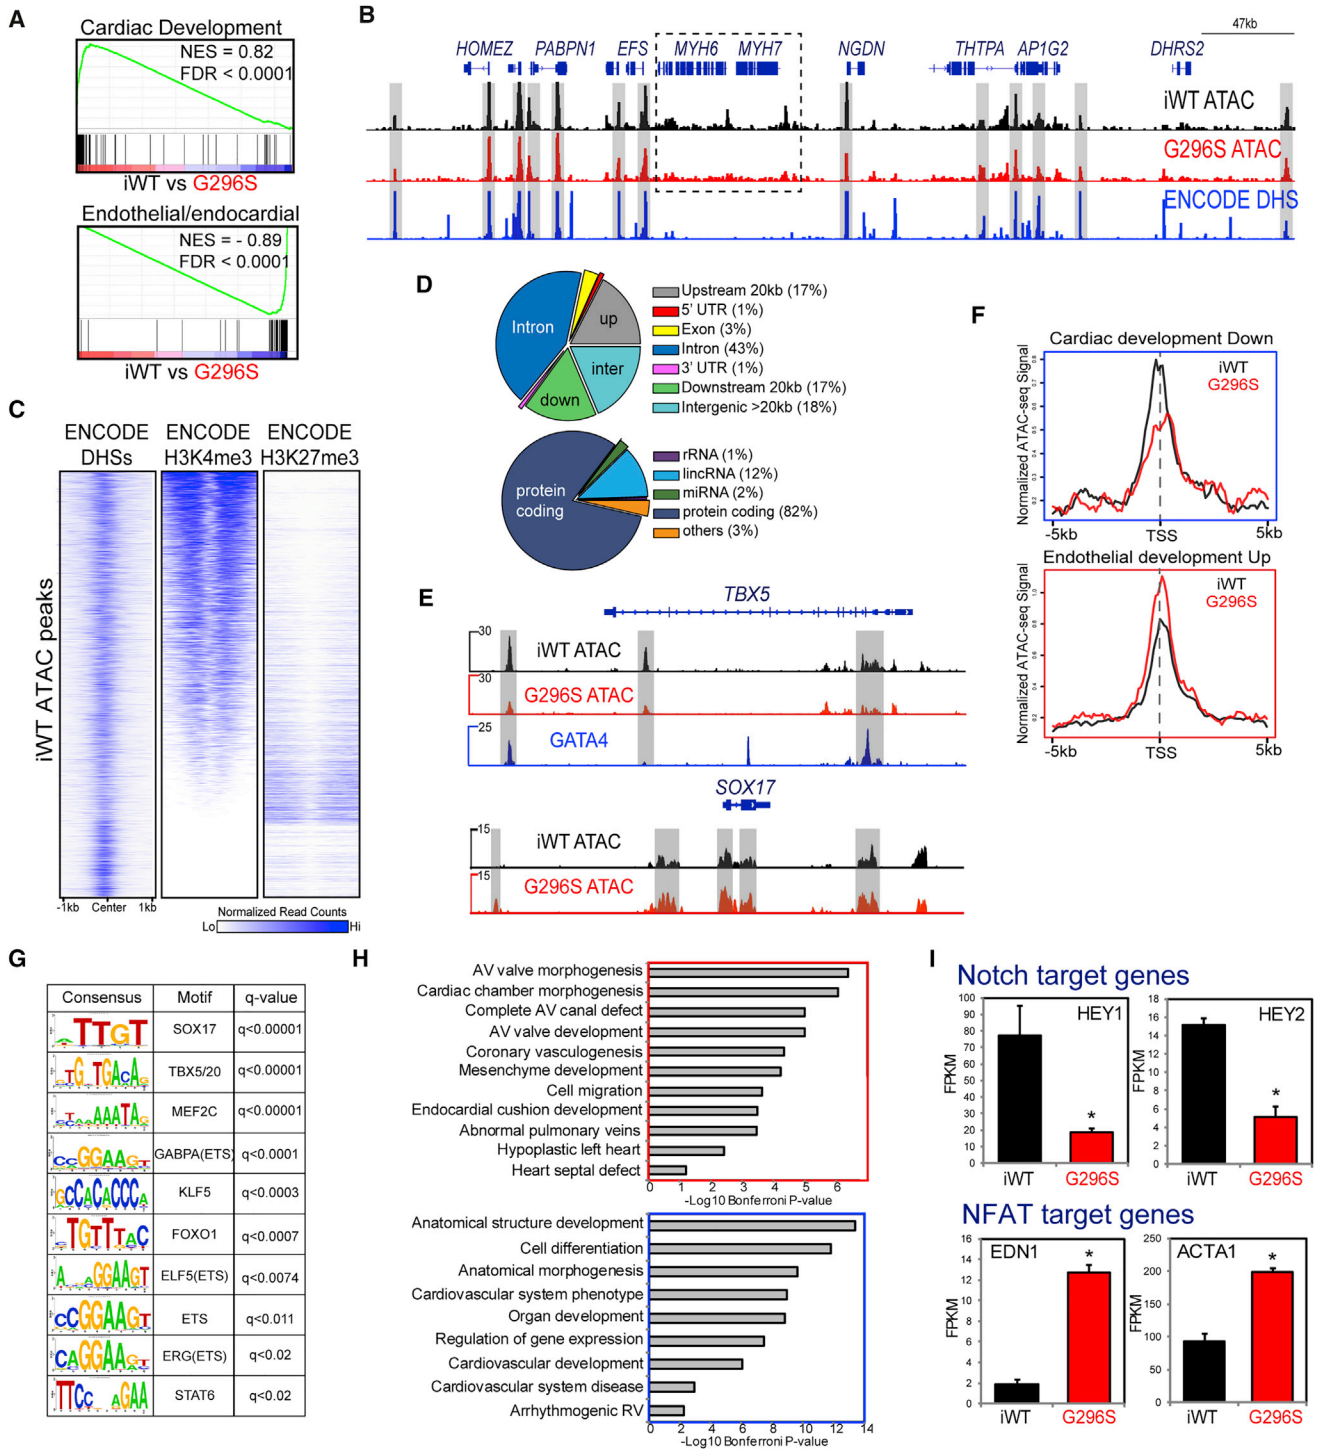 A
Cardiac Development
NES = 0.82
FDR < 0.0001
iWT vs G296S
Endothelial/endocardial
NES = - 0.89
FDR < 0.0001
iWT vs G296S
B
47kb
HOMEZ PABPN1 EFS MYH6 MYH7 NGDN THTPA AP1G2 DHRS2
iWT ATAC
G296S ATAC
ENCODE DHS
C
ENCODE DHSs
ENCODE H3K4me3
ENCODE H3K27me3
iWT ATAC peaks
-1kb Center 1kb
Normalized Read Counts
Lo Hi
D
Intron
up
inter
down
Upstream 20kb (17%)
5' UTR (1%)
Exon (3%)
Intron (43%)
3' UTR (1%)
Downstream 20kb (17%)
Intergenic >20kb (18%)
protein coding
rRNA (1%)
lincRNA (12%)
miRNA (2%)
protein coding (82%)
others (3%)
E
TBX5
30
iWT ATAC
30
G296S ATAC
25
GATA4
SOX17
15
iWT ATAC
15
G296S ATAC
F
Cardiac development Down
iWT
G296S
Normalized ATAC-seq Signal
-5kb TSS 5kb
Endothelial development Up
iWT
G296S
Normalized ATAC-seq Signal
-5kb TSS 5kb
G
Consensus Motif q-value
SOX17 q<0.00001
TBX5/20 q<0.00001
MEF2C q<0.00001
GABPA(ETS) q<0.0001
KLF5 q<0.0003
FOXO1 q<0.0007
ELF5(ETS) q<0.0074
ETS q<0.011
ERG(ETS) q<0.02
STAT6 q<0.02
H
AV valve morphogenesis
Cardiac chamber morphogenesis
Complete AV canal defect
AV valve development
Coronary vasculogenesis
Mesenchyme development
Cell migration
Endocardial cushion development
Abnormal pulmonary veins
Hypoplastic left heart
Heart septal defect
0 1 2 3 4 5 6
-Log10 Bonferroni P-value
Anatomical structure development
Cell differentiation
Anatomical morphogenesis
Cardiovascular system phenotype
Organ development
Regulation of gene expression
Cardiovascular development
Cardiovascular system disease
Arrhythmogenic RV
0 2 4 6 8 10 12 14
-Log10 Bonferroni P-value
I
Notch target genes
HEY1
FPKM
100
90
80
70
60
50
40
30
20
10
0
*
iWT G296S
HEY2
FPKM
18
16
14
12
10
8
6
4
2
0
*
iWT G296S
NFAT target genes
EDN1
FPKM
16
14
12
10
8
6
4
2
0
*
iWT G296S
ACTA1
FPKM
250
200
150
100
50
0
*
iWT G296S